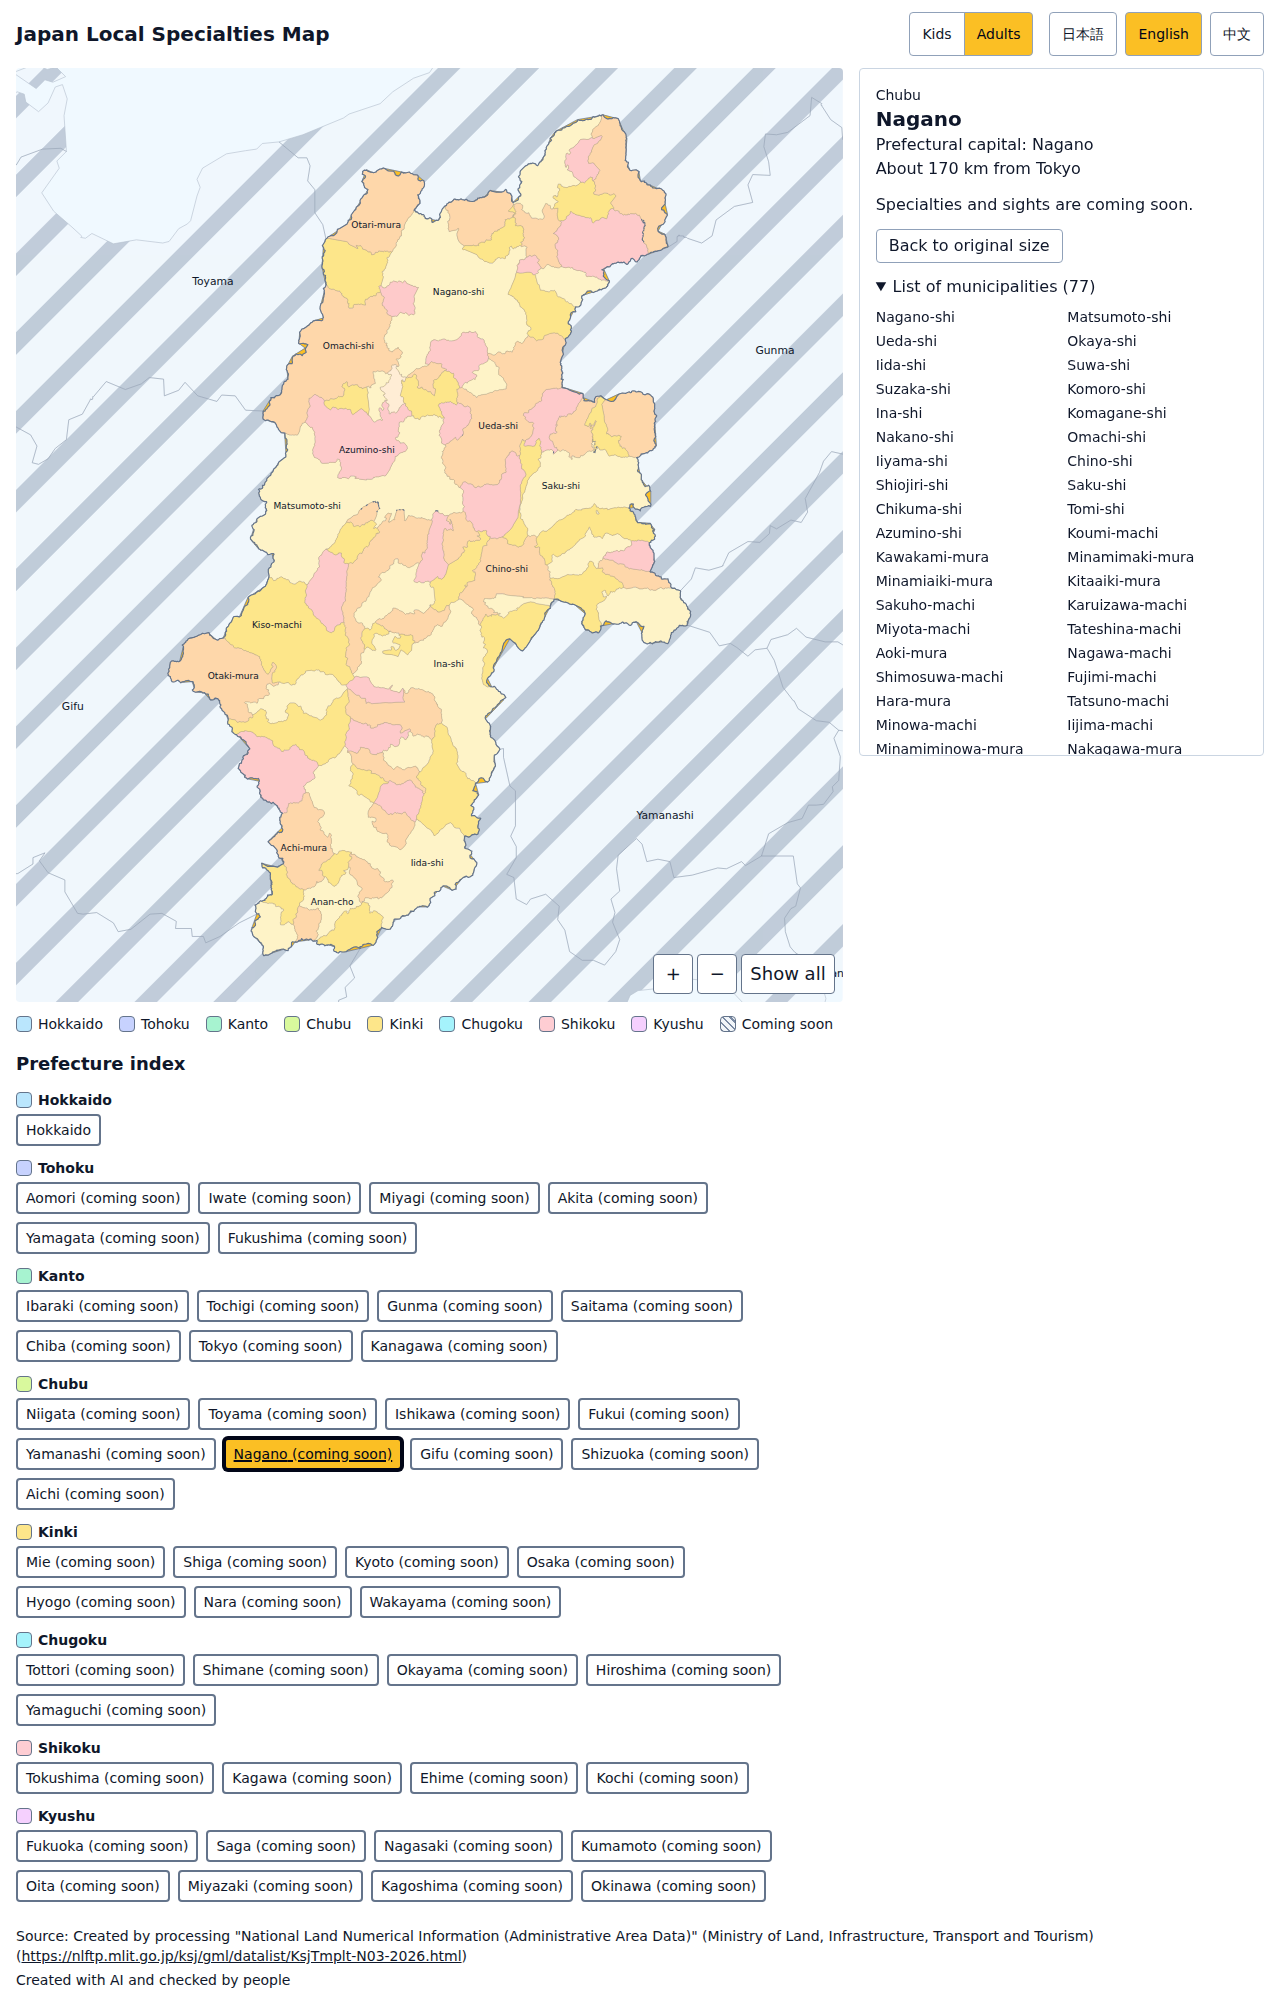 Japan Local Specialties Map
Kids Adults 日本語 English 中文
Otari-mura
Toyama
Nagano-shi
Omachi-shi
Gunma
Ueda-shi
Azumino-shi
Saku-shi
Matsumoto-shi
Chino-shi
Kiso-machi
Ina-shi
Otaki-mura
Gifu
Yamanashi
Achi-mura
Iida-shi
Anan-cho
+ − Show all
Chubu
Nagano
Prefectural capital: Nagano
About 170 km from Tokyo
Specialties and sights are coming soon.
Back to original size
▼ List of municipalities (77)
Nagano-shi Matsumoto-shi
Ueda-shi Okaya-shi
Iida-shi Suwa-shi
Suzaka-shi Komoro-shi
Ina-shi Komagane-shi
Nakano-shi Omachi-shi
Iiyama-shi Chino-shi
Shiojiri-shi Saku-shi
Chikuma-shi Tomi-shi
Azumino-shi Koumi-machi
Kawakami-mura Minamimaki-mura
Minamiaiki-mura Kitaaiki-mura
Sakuho-machi Karuizawa-machi
Miyota-machi Tateshina-machi
Aoki-mura Nagawa-machi
Shimosuwa-machi Fujimi-machi
Hara-mura Tatsuno-machi
Minowa-machi Iijima-machi
Minamiminowa-mura Nakagawa-mura
Hokkaido Tohoku Kanto Chubu Kinki Chugoku Shikoku Kyushu Coming soon
Prefecture index
Hokkaido
Hokkaido
Tohoku
Aomori (coming soon) Iwate (coming soon) Miyagi (coming soon) Akita (coming soon)
Yamagata (coming soon) Fukushima (coming soon)
Kanto
Ibaraki (coming soon) Tochigi (coming soon) Gunma (coming soon) Saitama (coming soon)
Chiba (coming soon) Tokyo (coming soon) Kanagawa (coming soon)
Chubu
Niigata (coming soon) Toyama (coming soon) Ishikawa (coming soon) Fukui (coming soon)
Yamanashi (coming soon) Nagano (coming soon) Gifu (coming soon) Shizuoka (coming soon)
Aichi (coming soon)
Kinki
Mie (coming soon) Shiga (coming soon) Kyoto (coming soon) Osaka (coming soon)
Hyogo (coming soon) Nara (coming soon) Wakayama (coming soon)
Chugoku
Tottori (coming soon) Shimane (coming soon) Okayama (coming soon) Hiroshima (coming soon)
Yamaguchi (coming soon)
Shikoku
Tokushima (coming soon) Kagawa (coming soon) Ehime (coming soon) Kochi (coming soon)
Kyushu
Fukuoka (coming soon) Saga (coming soon) Nagasaki (coming soon) Kumamoto (coming soon)
Oita (coming soon) Miyazaki (coming soon) Kagoshima (coming soon) Okinawa (coming soon)
Source: Created by processing "National Land Numerical Information (Administrative Area Data)" (Ministry of Land, Infrastructure, Transport and Tourism)
(https://nlftp.mlit.go.jp/ksj/gml/datalist/KsjTmplt-N03-2026.html)
Created with AI and checked by people